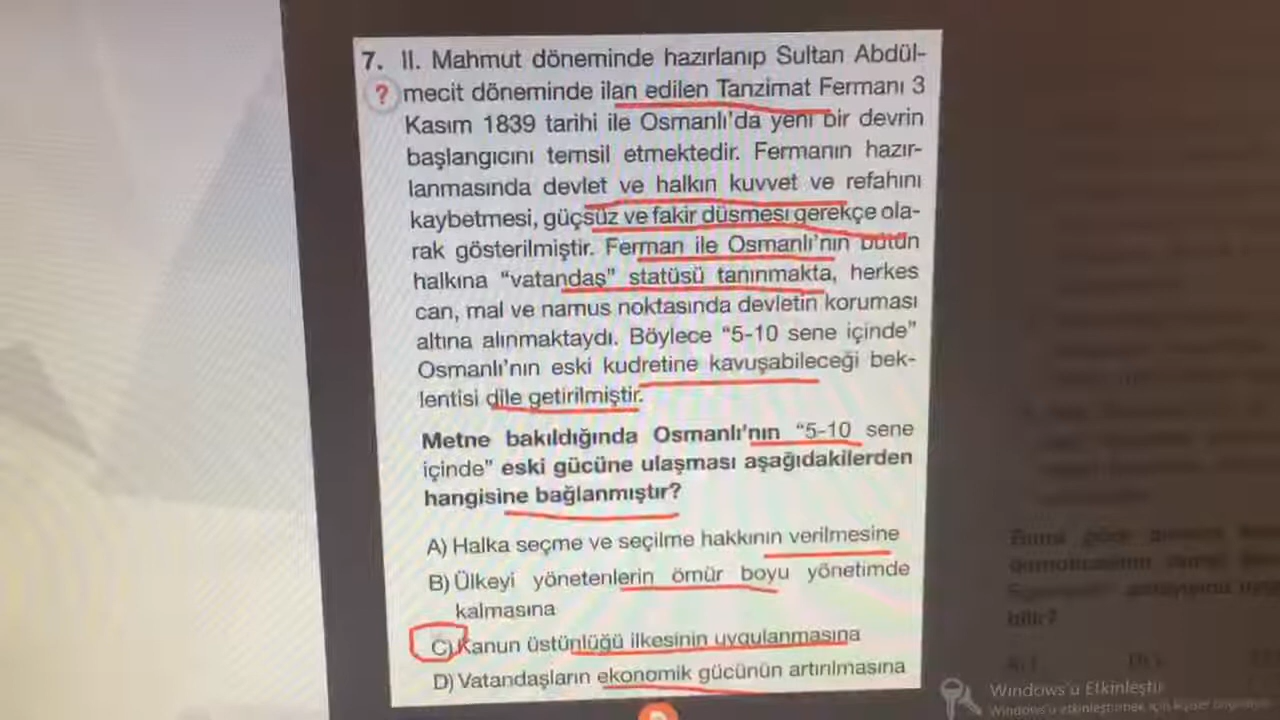 7. II. Mahmut döneminde hazırlanıp Sultan Abdül-
? mecit döneminde ilan edilen Tanzimat Fermanı 3
Kasım 1839 tarihi ile Osmanlı'da yeni bir devrin
başlangıcını temsil etmektedir. Fermanın hazır-
lanmasında devlet ve halkın kuvvet ve refahını
kaybetmesi, güçsüz ve fakir düşmesi gerekçe ola-
rak gösterilmiştir. Ferman ile Osmanlı'nın bütün
halkına "vatandaş" statüsü tanınmakta, herkes
can, mal ve namus noktasında devletin koruması
altına alınmaktaydı. Böylece "5-10 sene içinde"
Osmanlı'nın eski kudretine kavuşabileceği bek-
lentisi dile getirilmiştir.
Metne bakıldığında Osmanlı'nın "5-10 sene
içinde" eski gücüne ulaşması aşağıdakilerden
hangisine bağlanmıştır?
A) Halka seçme ve seçilme hakkının verilmesine
B) Ülkeyi yönetenlerin ömür boyu yönetimde
kalmasına
C) Kanun üstünlüğü ilkesinin uygulanmasına
D) Vatandaşların ekonomik gücünün artırılmasına
Windows'u Etkinleştir
Windows'u etkinleştirmek için